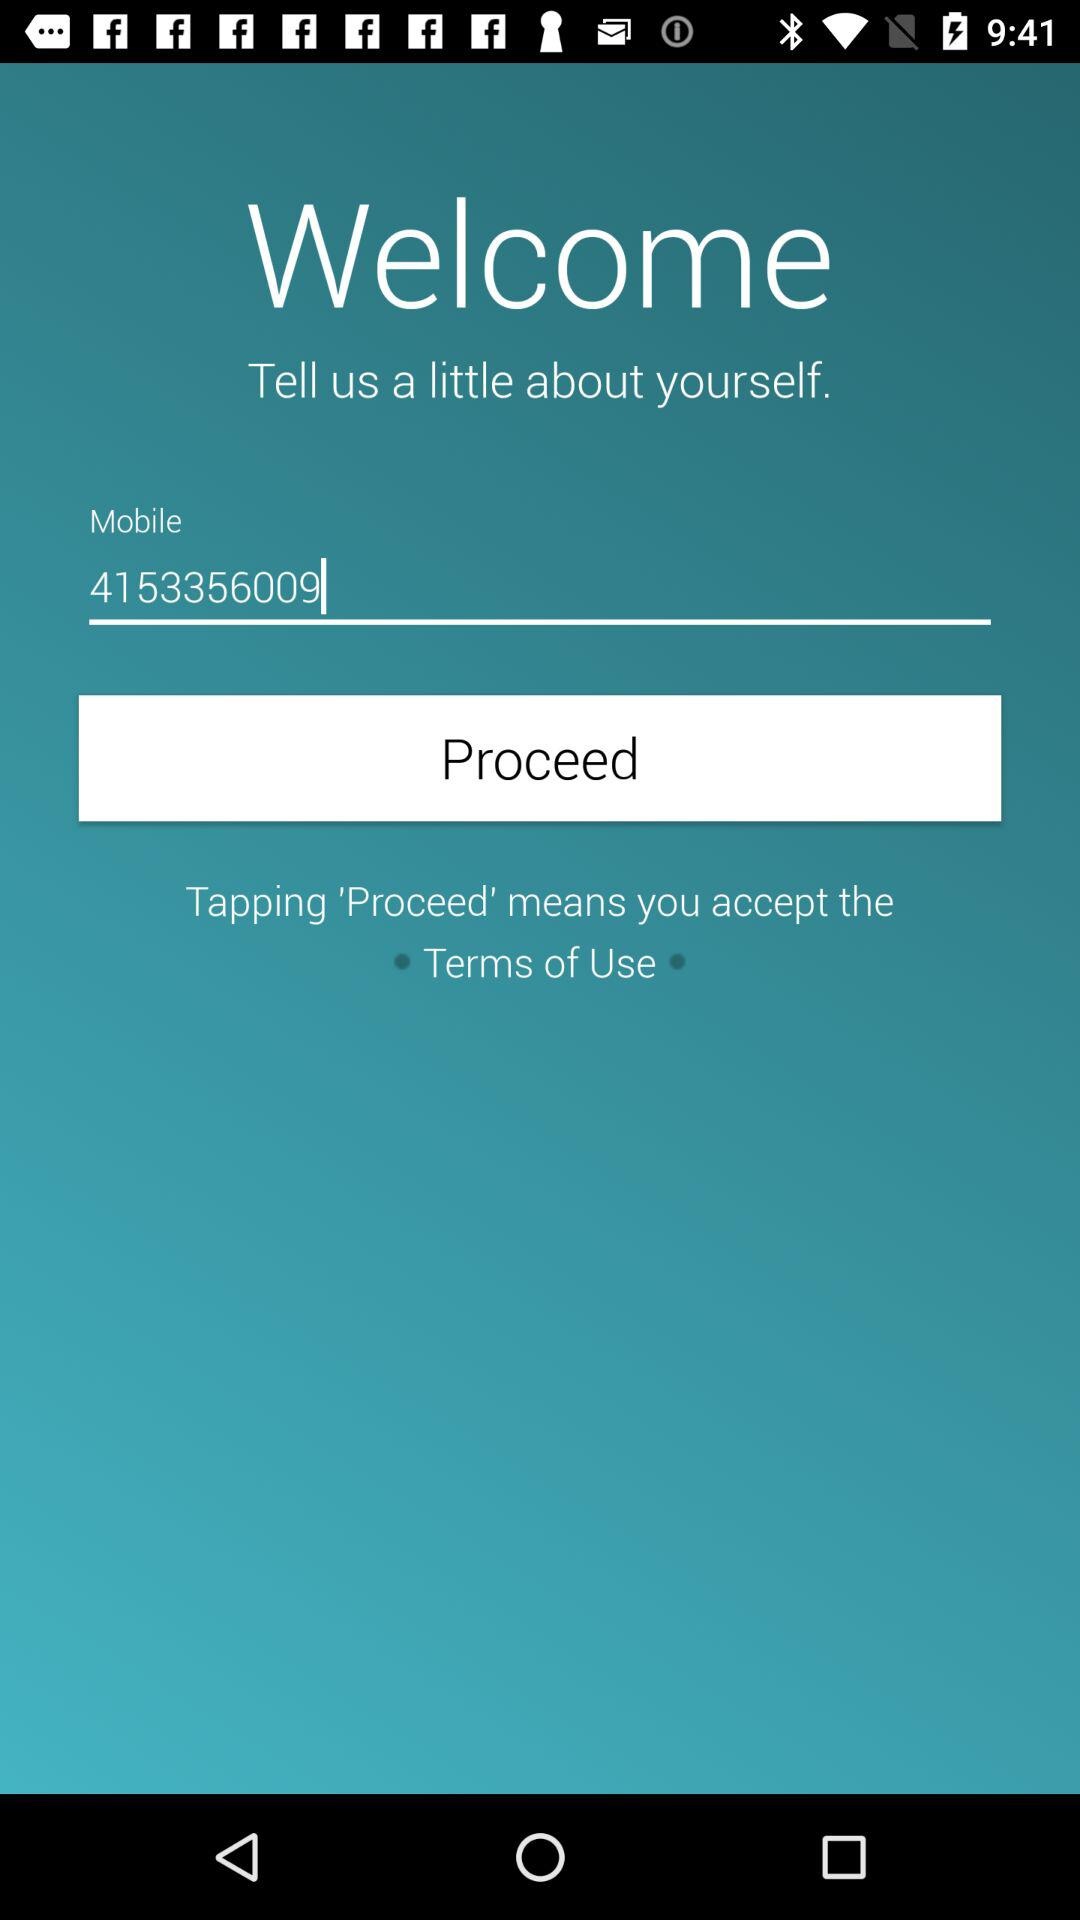 9:41
Welcome
Tell us a little about yourself.
Mobile
4153356009
Proceed
Tapping 'Proceed' means you accept the
• Terms of Use •